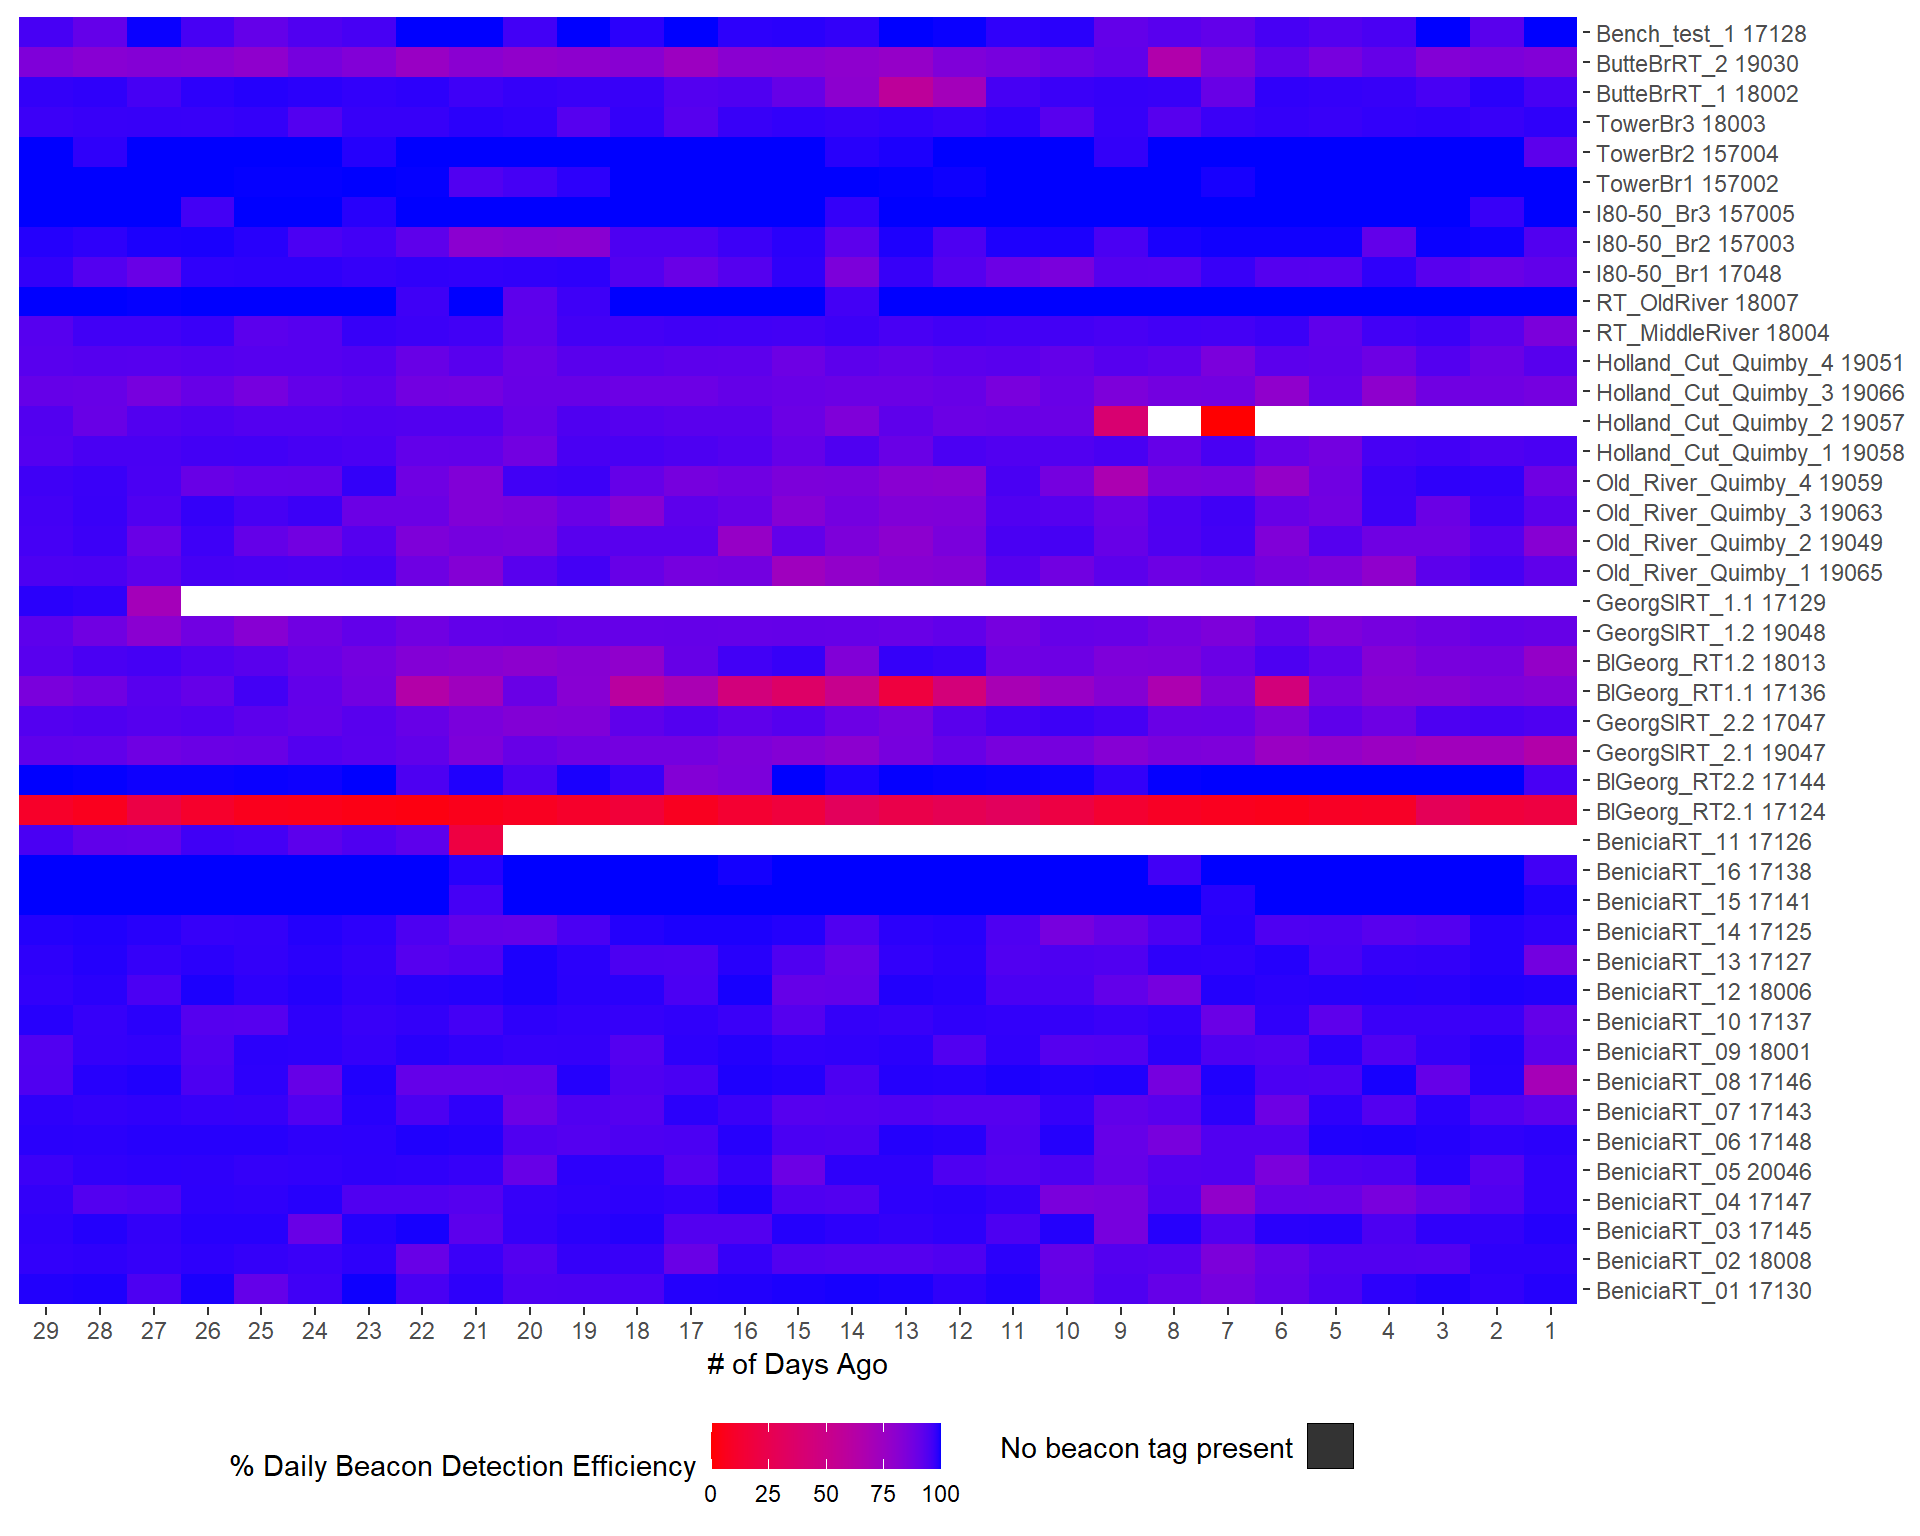 Bench_test_1 17128
ButteBrRT_2 19030
ButteBrRT_1 18002
TowerBr3 18003
TowerBr2 157004
TowerBr1 157002
I80-50_Br3 157005
I80-50_Br2 157003
I80-50_Br1 17048
RT_OldRiver 18007
RT_MiddleRiver 18004
Holland_Cut_Quimby_4 19051
Holland_Cut_Quimby_3 19066
Holland_Cut_Quimby_2 19057
Holland_Cut_Quimby_1 19058
Old_River_Quimby_4 19059
Old_River_Quimby_3 19063
Old_River_Quimby_2 19049
Old_River_Quimby_1 19065
GeorgSlRT_1.1 17129
GeorgSlRT_1.2 19048
BlGeorg_RT1.2 18013
BlGeorg_RT1.1 17136
GeorgSlRT_2.2 17047
GeorgSlRT_2.1 19047
BlGeorg_RT2.2 17144
BlGeorg_RT2.1 17124
BeniciaRT_11 17126
BeniciaRT_16 17138
BeniciaRT_15 17141
BeniciaRT_14 17125
BeniciaRT_13 17127
BeniciaRT_12 18006
BeniciaRT_10 17137
BeniciaRT_09 18001
BeniciaRT_08 17146
BeniciaRT_07 17143
BeniciaRT_06 17148
BeniciaRT_05 20046
BeniciaRT_04 17147
BeniciaRT_03 17145
BeniciaRT_02 18008
BeniciaRT_01 17130
29 28 27 26 25 24 23 22 21 20 19 18 17 16 15 14 13 12 11 10 9 8 7 6 5 4 3 2 1
# of Days Ago
% Daily Beacon Detection Efficiency
0 25 50 75 100
No beacon tag present